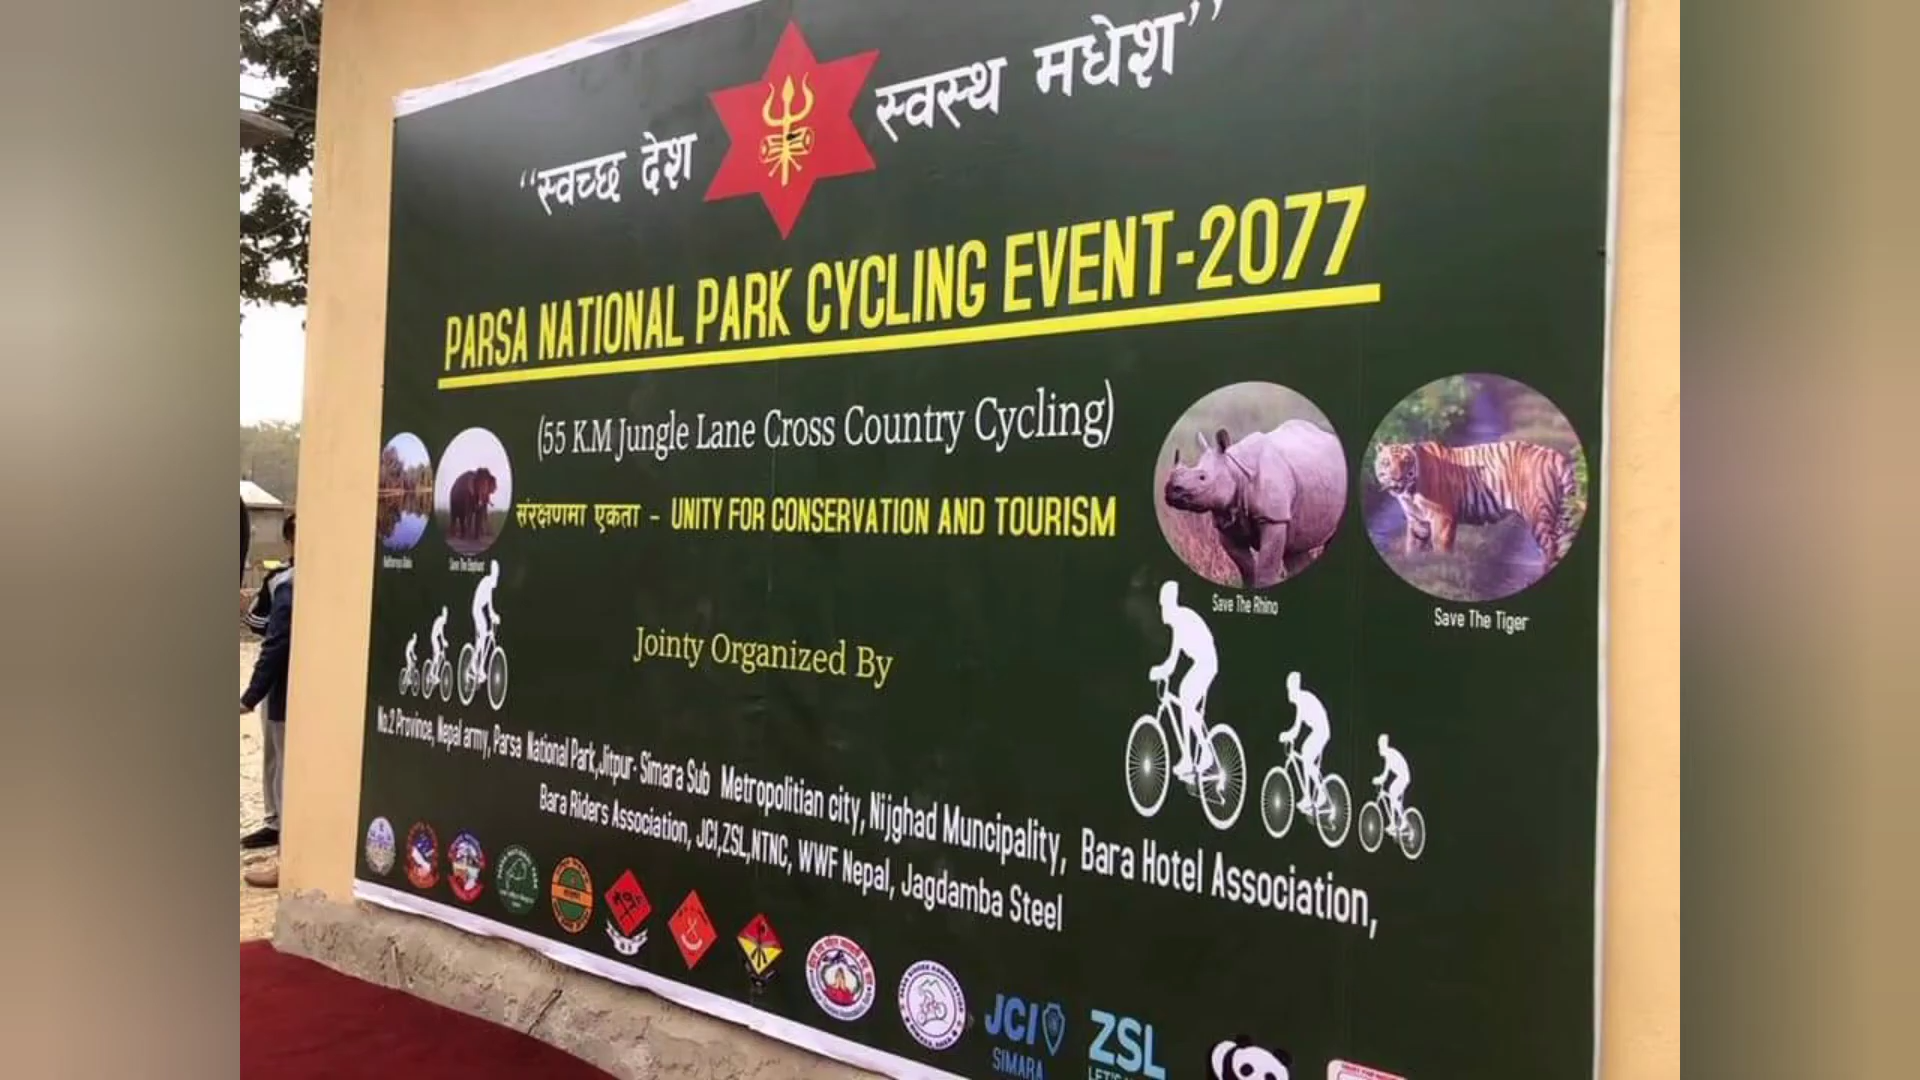 “स्वच्छ देश स्वस्थ मधेश”
PARSA NATIONAL PARK CYCLING EVENT-2077
(55 K.M Jungle Lane Cross Country Cycling)
संरक्षणमा एकता - UNITY FOR CONSERVATION AND TOURISM
Save The Elephant
Save The Rhino
Save The Tiger
Jointy Organized By
No.2 Province, Nepal army, Parsa National Park,Jitpur- Simara Sub Metropolitian city, Nijghad Muncipality, Bara Hotel Association,
Bara Riders Association, JCI,ZSL,NTNC, WWF Nepal, Jagdamba Steel
JCI
SIMARA
ZSL